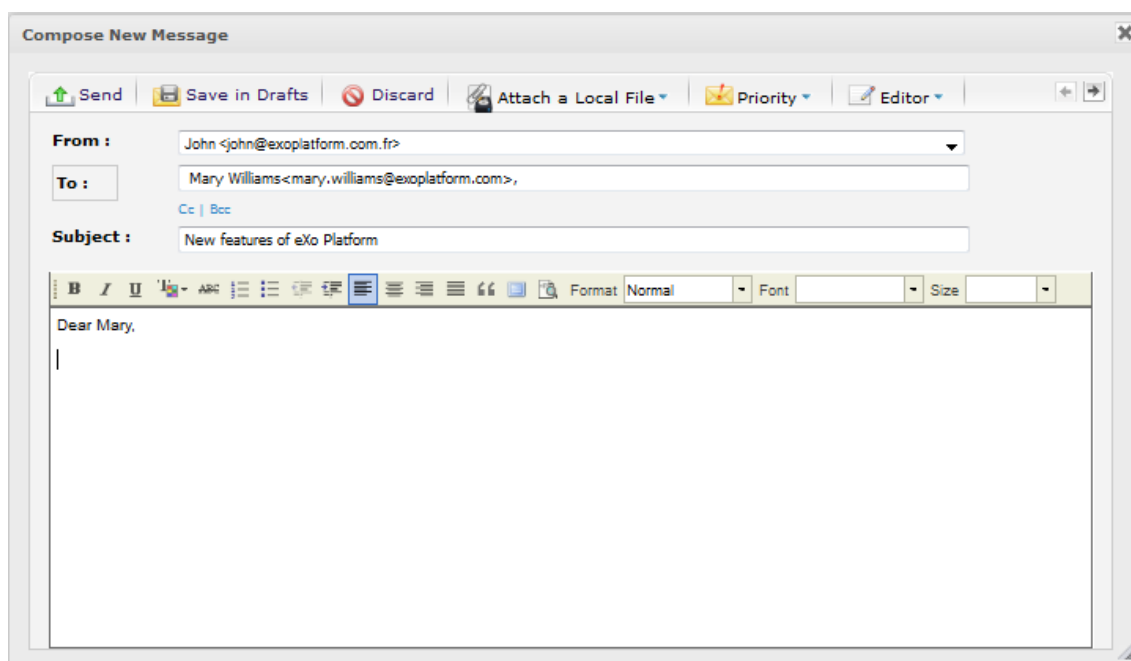 Compose New Message
Send Save in Drafts Discard Attach a Local File Priority Editor
From : John <john@exoplatform.com.fr>
To : Mary Williams<mary.williams@exoplatform.com>,
Cc | Bcc
Subject : New features of eXo Platform
B I U ABC Format Normal Font Size
Dear Mary,